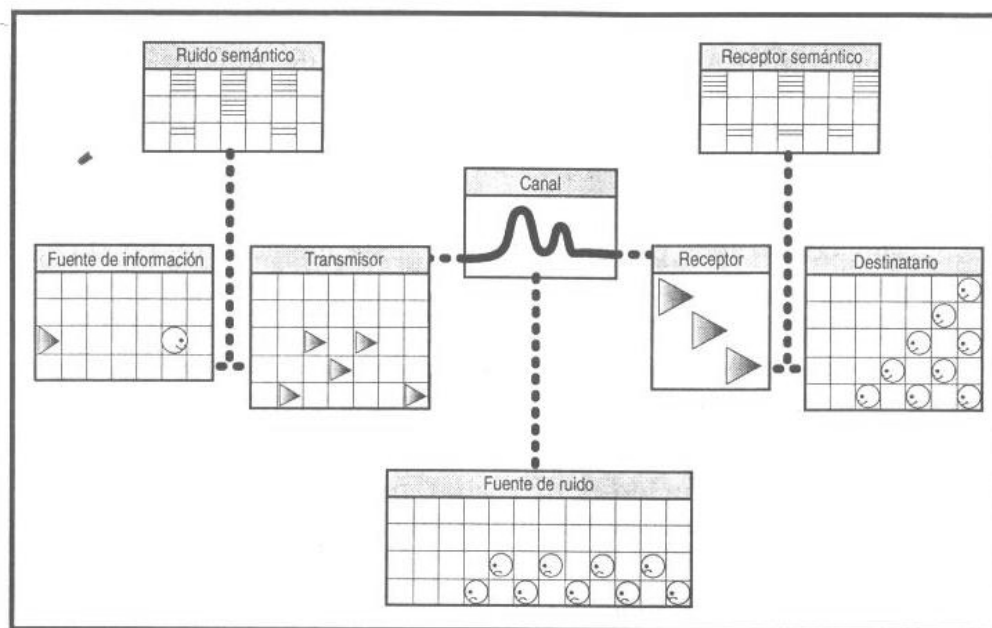 Ruido semántico
Receptor semántico
Canal
Fuente de información
Transmisor
Receptor
Destinatario
Fuente de ruido